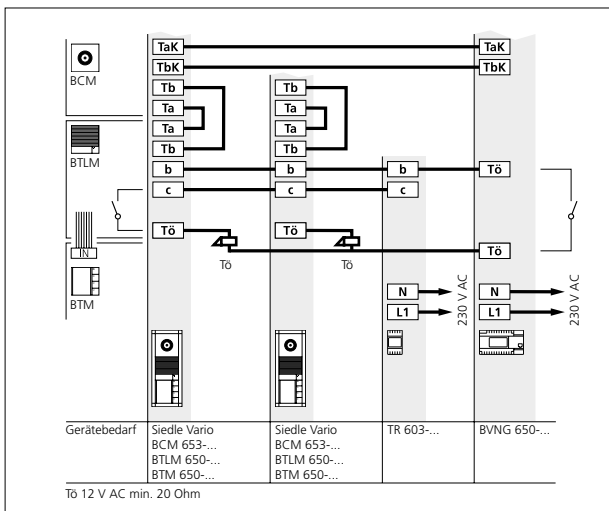 TaK TaK
BCM TbK TbK
Tb Tb
Ta Ta
Ta Ta
BTLM Tb Tb
b b b Tö
c c c
Tö Tö
IN Tö Tö Tö
BTM
N N
L1 L1
230 V AC 230 V AC
Gerätebedarf Siedle Vario Siedle Vario TR 603-... BVNG 650-...
BCM 653-... BCM 653-...
BTLM 650-... BTLM 650-...
BTM 650-... BTM 650-...
Tö 12 V AC min. 20 Ohm